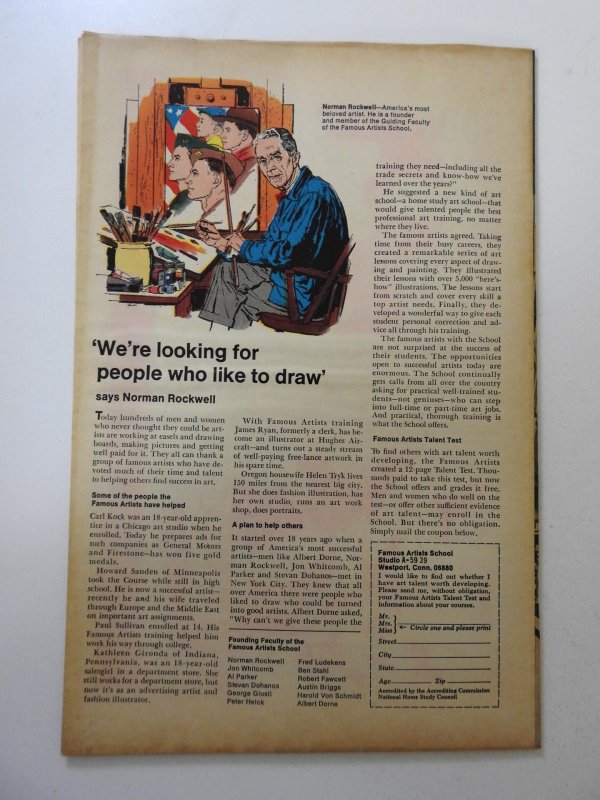 Norman Rockwell—America's most
beloved artist. He is a founder
and member of the Guiding Faculty
of the Famous Artists School.
'We're looking for
people who like to draw'
says Norman Rockwell
Today hundreds of men and women
who never thought they could be art-
ists are working at easels and drawing
boards, making pictures and getting
well paid for it. They all can thank a
group of famous artists who have de-
voted much of their time and talent
to helping others find success in art.
Some of the people the
Famous Artists have helped
Carl Kock was an 18-year-old appren-
tice in a Chicago art studio when he
enrolled. Today he prepares ads for
such companies as General Motors
and Firestone—has won five gold
medals.
Howard Sanden of Minneapolis
took the Course while still in high
school. He is now a successful artist—
recently he and his wife traveled
through Europe and the Middle East
on important art assignments.
Paul Sullivan enrolled at 14. His
Famous Artists training helped him
work his way through college.
Kathleen Gironda of Indiana,
Pennsylvania, was an 18-year-old
salesgirl in a department store. She
still works for a department store, but
now it's as an advertising artist and
fashion illustrator.
With Famous Artists training
James Ryan, formerly a clerk, has be-
come an illustrator at Hughes Air-
craft—and turns out a steady stream
of well-paying free-lance artwork in
his spare time.
Oregon housewife Helen Tryk lives
150 miles from the nearest big city.
But she does fashion illustration, has
her own studio, runs an art work
shop, does portraits.
A plan to help others
It started over 18 years ago when a
group of America's most successful
artists—men like Albert Dorne, Nor-
man Rockwell, Jon Whitcomb, Al
Parker and Stevan Dohanos—met in
New York City. They knew that all
over America there were people who
liked to draw who could be turned
into good artists. Albert Dorne asked,
"Why can't we give these people the
Founding Faculty of the
Famous Artists School
Norman Rockwell
Jon Whitcomb
Al Parker
Stevan Dohanos
George Giusti
Peter Helck
Fred Ludekens
Ben Stahl
Robert Fawcett
Austin Briggs
Harold Von Schmidt
Albert Dorne
training they need—including all the
trade secrets and know-how we've
learned over the years?"
He suggested a new kind of art
school—a home study art school—that
would give talented people the best
professional art training, no matter
where they live.
The famous artists agreed. Taking
time from their busy careers, they
created a remarkable series of art
lessons covering every aspect of draw-
ing and painting. They illustrated
their lessons with over 5,000 "here's-
how" illustrations. The lessons start
from scratch and cover every skill a
top artist needs. Finally, they de-
veloped a wonderful way to give each
student personal correction and ad-
vice all through his training.
The famous artists with the School
are not surprised at the success of
their students. The opportunities
open to successful artists today are
enormous. The School continually
gets calls from all over the country
asking for practical well-trained stu-
dents—not geniuses—who can step
into full-time or part-time art jobs.
And practical, thorough training is
what the School offers.
Famous Artists Talent Test
To find others with art talent worth
developing, the Famous Artists
created a 12-page Talent Test. Thou-
sands paid to take this test, but now
the School offers and grades it free.
Men and women who do well on the
test—or offer other sufficient evidence
of art talent—may enroll in the
School. But there's no obligation.
Simply mail the coupon below.
Famous Artists School
Studio A-5939
Westport, Conn. 06880
I would like to find out whether I
have art talent worth developing.
Please send me, without obligation,
your Famous Artists Talent Test and
information about your courses.
Mr.
Mrs.
Miss Circle one and please print
Street
City
State
Age Zip
Accredited by the Accrediting Commission
National Home Study Council